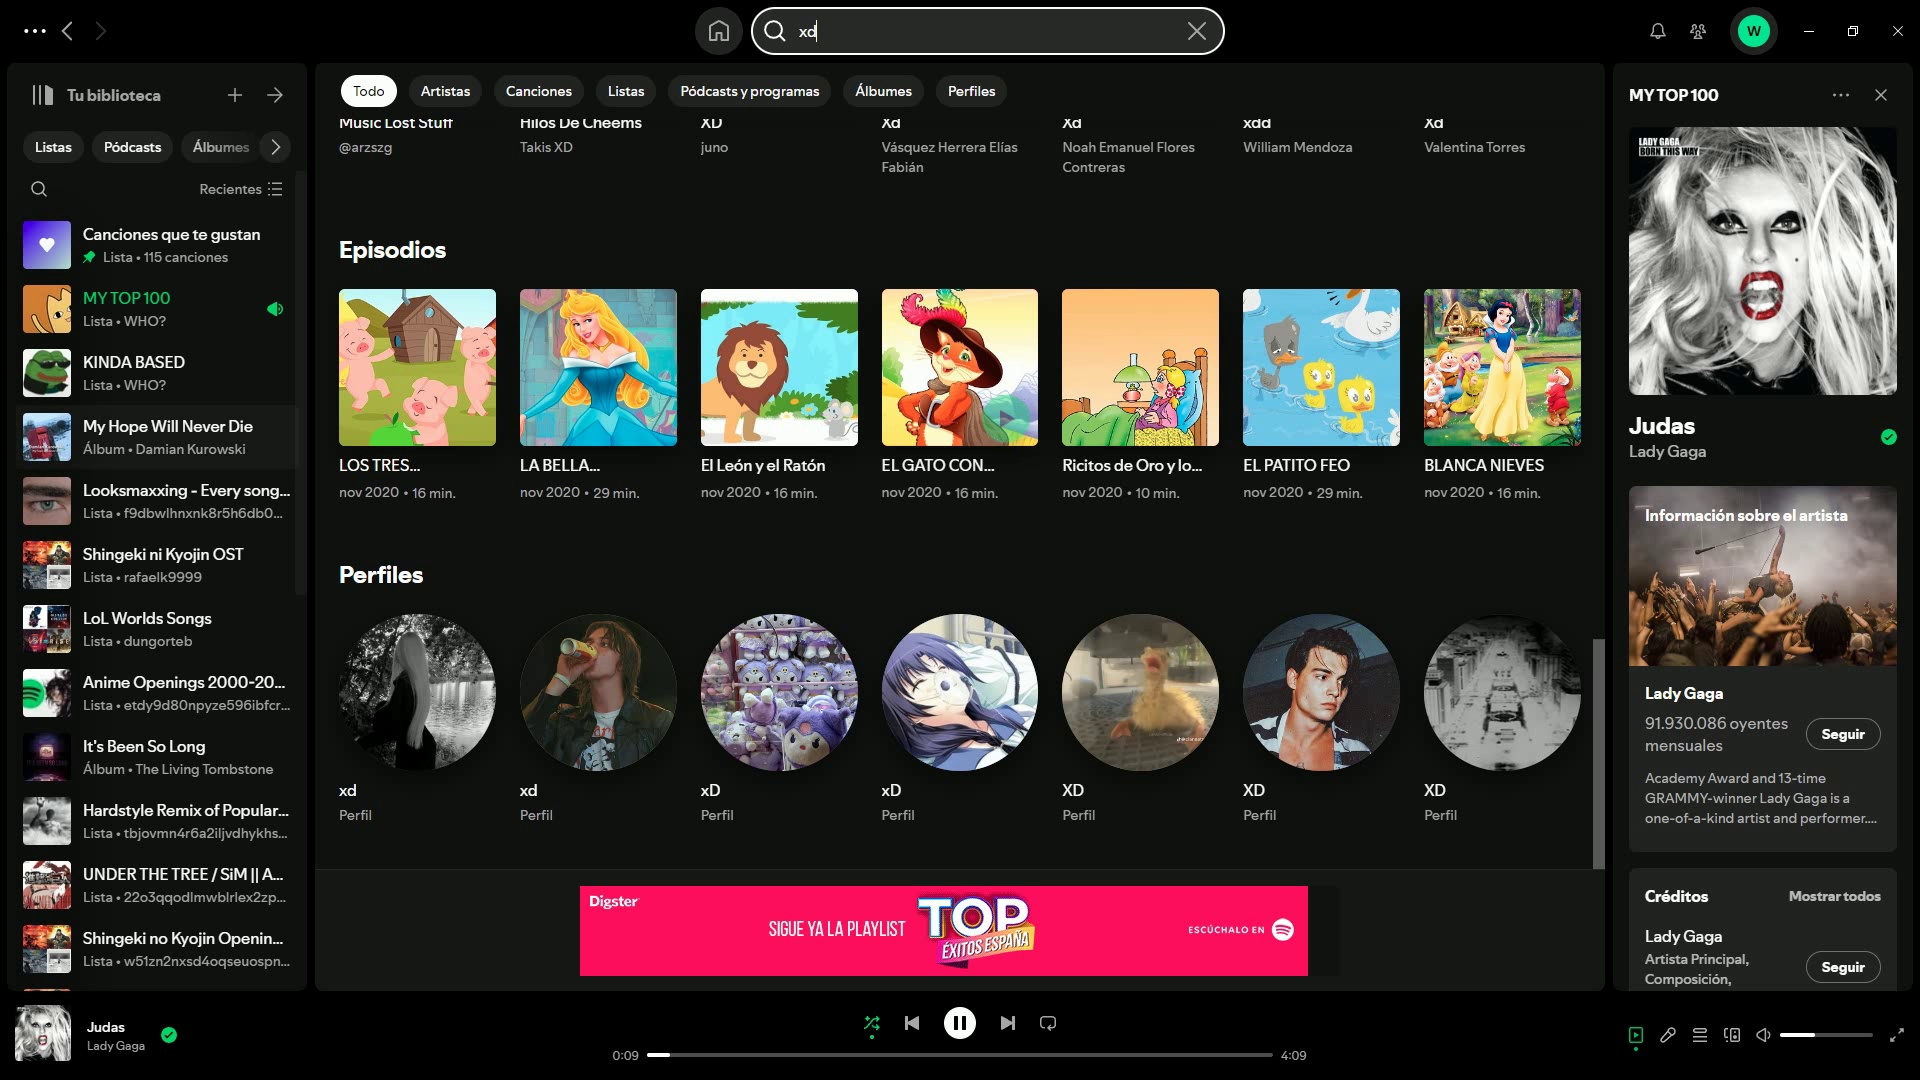 xd
W
Tu biblioteca
Listas
Pódcasts
Álbumes
Recientes
Canciones que te gustan
Lista • 115 canciones
MY TOP 100
Lista • WHO?
KINDA BASED
Lista • WHO?
My Hope Will Never Die
Álbum • Damian Kurowski
Looksmaxxing - Every song...
Lista • f9dbwlhnxnk8r5h6db0...
Shingeki ni Kyojin OST
Lista • rafaelk9999
LoL Worlds Songs
Lista • dungorteb
Anime Openings 2000-20...
Lista • etdy9d80npyze596ibfcr...
It's Been So Long
Álbum • The Living Tombstone
Hardstyle Remix of Popular...
Lista • tbjovmn4r6a2iljvdhykhs...
UNDER THE TREE / SiM || A...
Lista • 22o3qqodlmwblrlex2zp...
Shingeki no Kyojin Openin...
Lista • w51zn2nxsd4oqseuospn...
Todo
Artistas
Canciones
Listas
Pódcasts y programas
Álbumes
Perfiles
Music Lost Stuff
@arzszg
Hilos De Cheems
Takis XD
XD
juno
Xd
Vásquez Herrera Elías
Fabián
Xd
Noah Emanuel Flores
Contreras
xdd
William Mendoza
Xd
Valentina Torres
Episodios
LOS TRES...
nov 2020 • 16 min.
LA BELLA...
nov 2020 • 29 min.
El León y el Ratón
nov 2020 • 16 min.
EL GATO CON...
nov 2020 • 16 min.
Ricitos de Oro y lo...
nov 2020 • 10 min.
EL PATITO FEO
nov 2020 • 29 min.
BLANCA NIEVES
nov 2020 • 16 min.
Perfiles
xd
Perfil
xd
Perfil
xD
Perfil
xD
Perfil
XD
Perfil
XD
Perfil
XD
Perfil
Digster
SIGUE YA LA PLAYLIST
TOP
ÉXITOS ESPAÑA
ESCÚCHALO EN
MY TOP 100
LADY GAGA
BORN THIS WAY
Judas
Lady Gaga
Información sobre el artista
Lady Gaga
91.930.086 oyentes
mensuales
Seguir
Academy Award and 13-time
GRAMMY-winner Lady Gaga is a
one-of-a-kind artist and performer....
Créditos
Mostrar todos
Lady Gaga
Artista Principal,
Composición,
Seguir
Judas
Lady Gaga
0:09
4:09